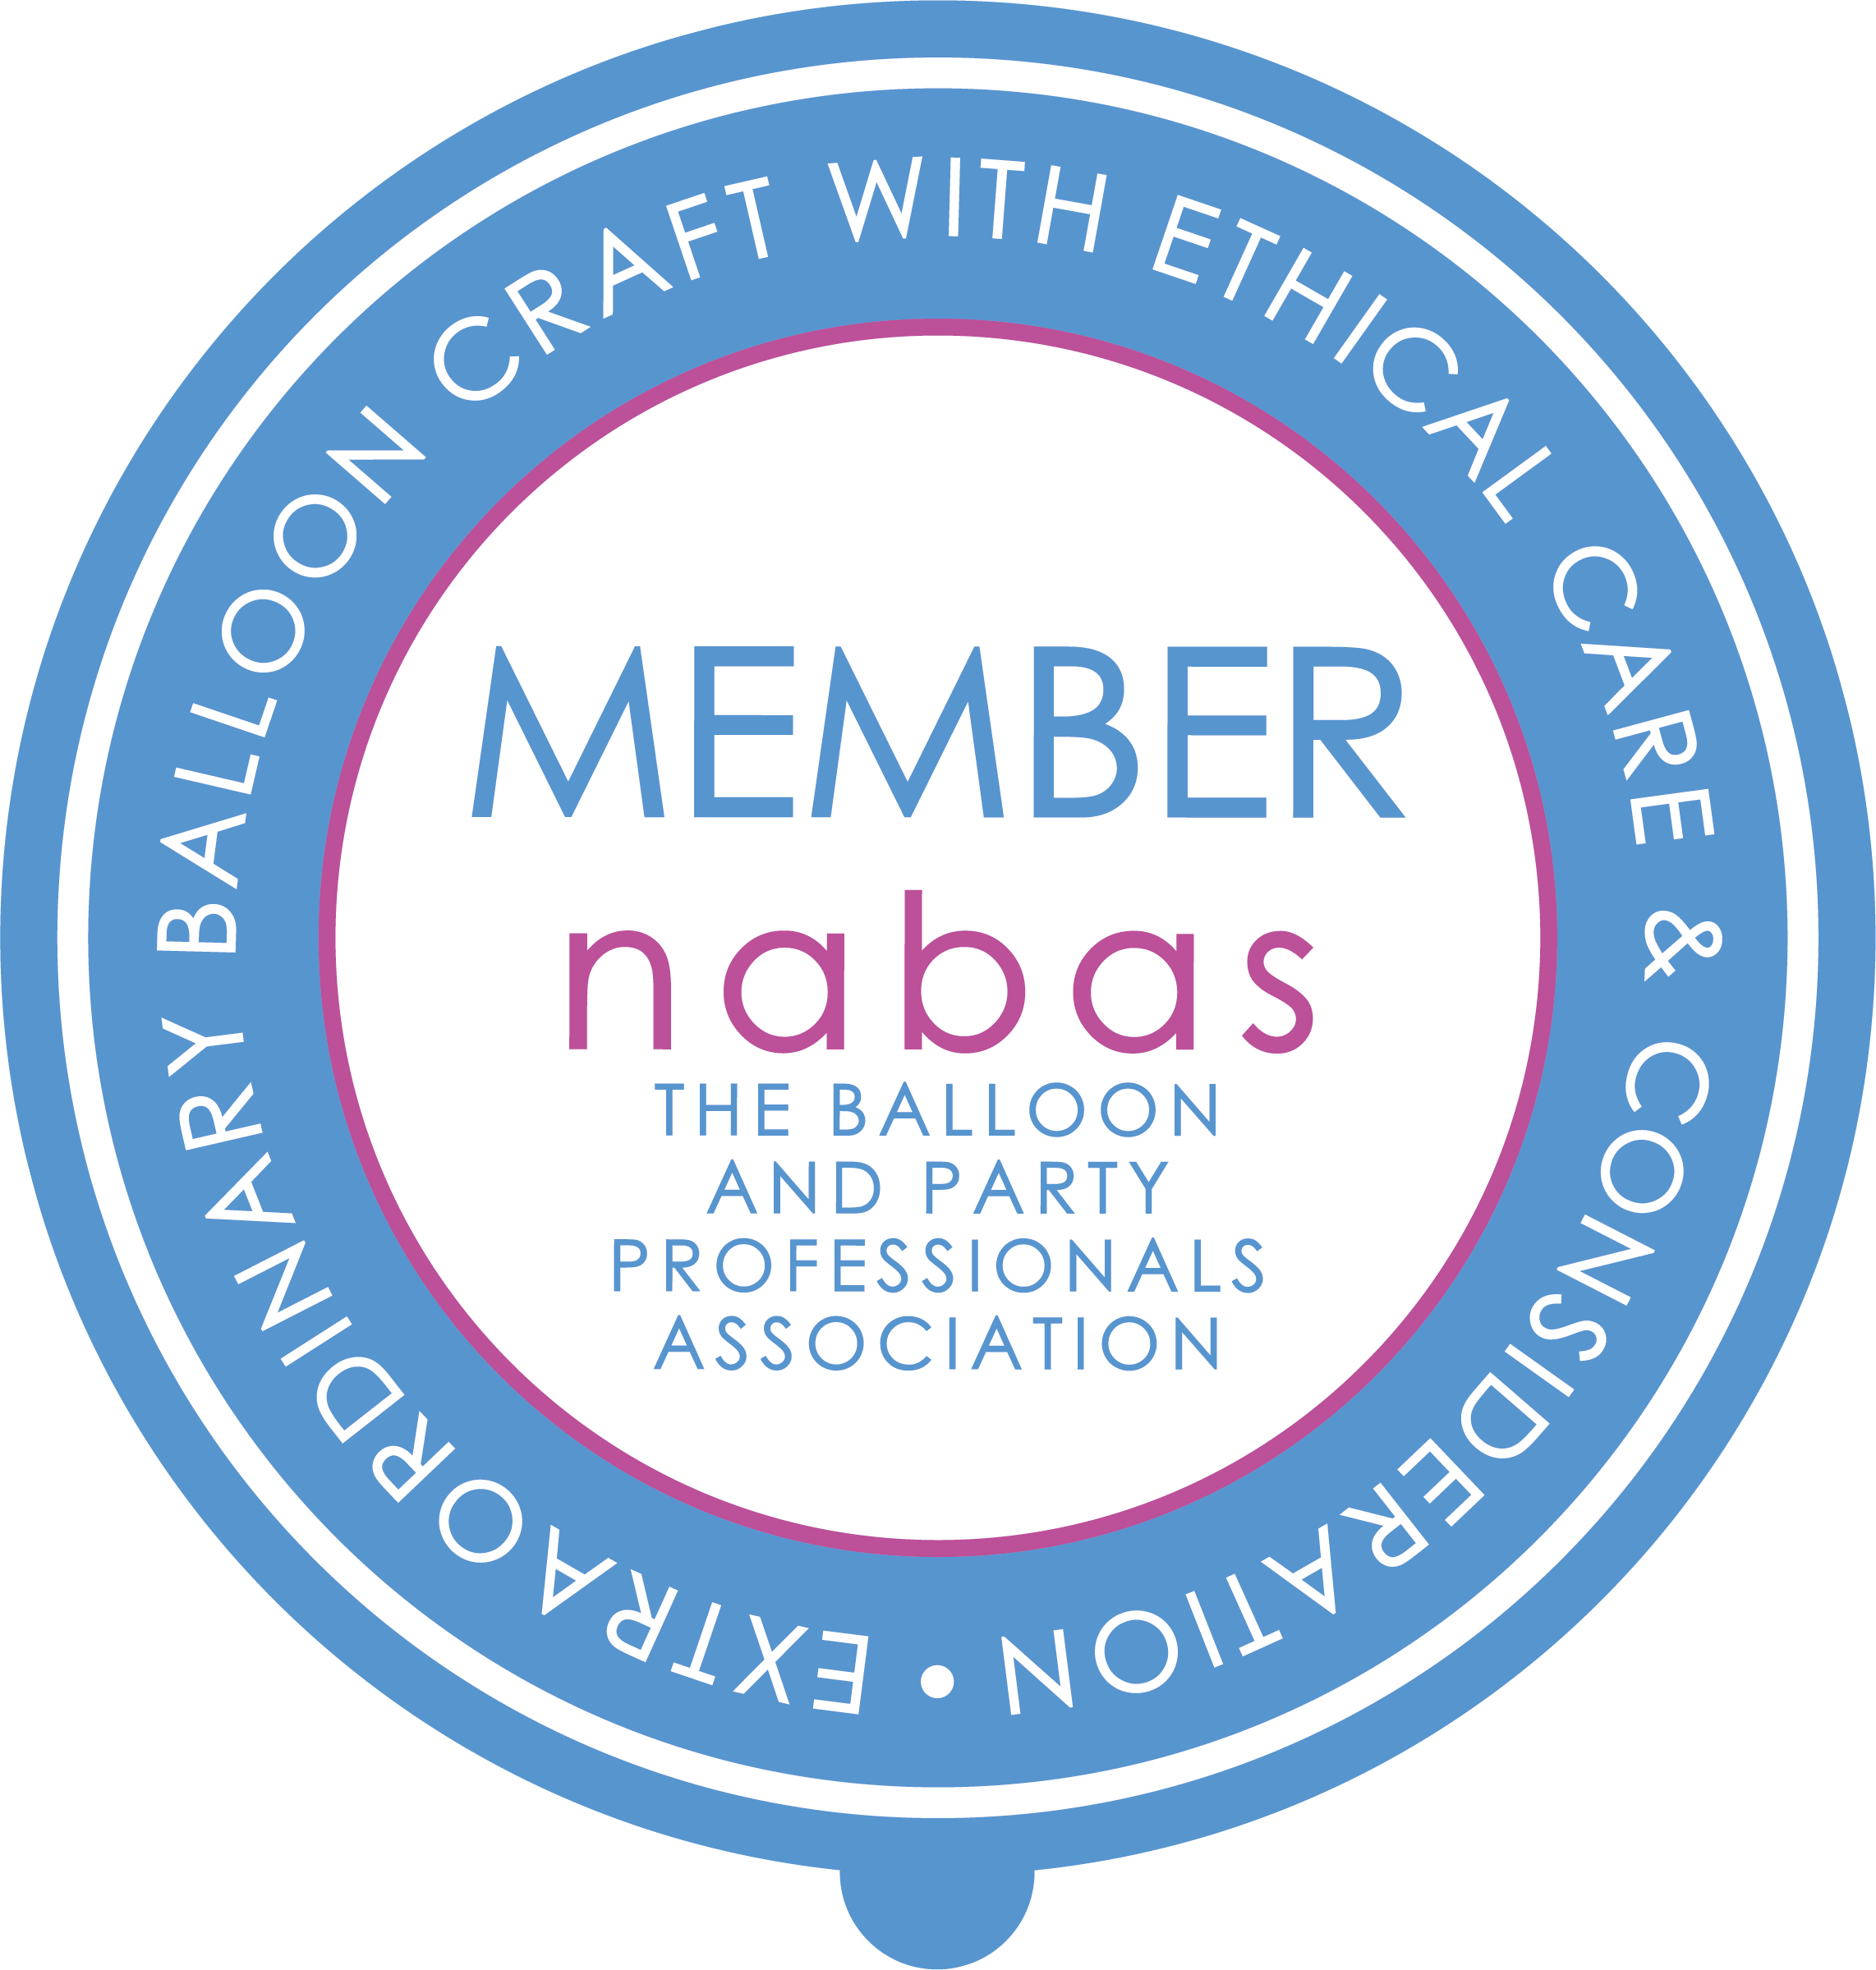 EXTRAORDINARY BALLOON CRAFT WITH ETHICAL CARE & CONSIDERATION •
MEMBER
nabas
THE BALLOON
AND PARTY
PROFESSIONALS
ASSOCIATION